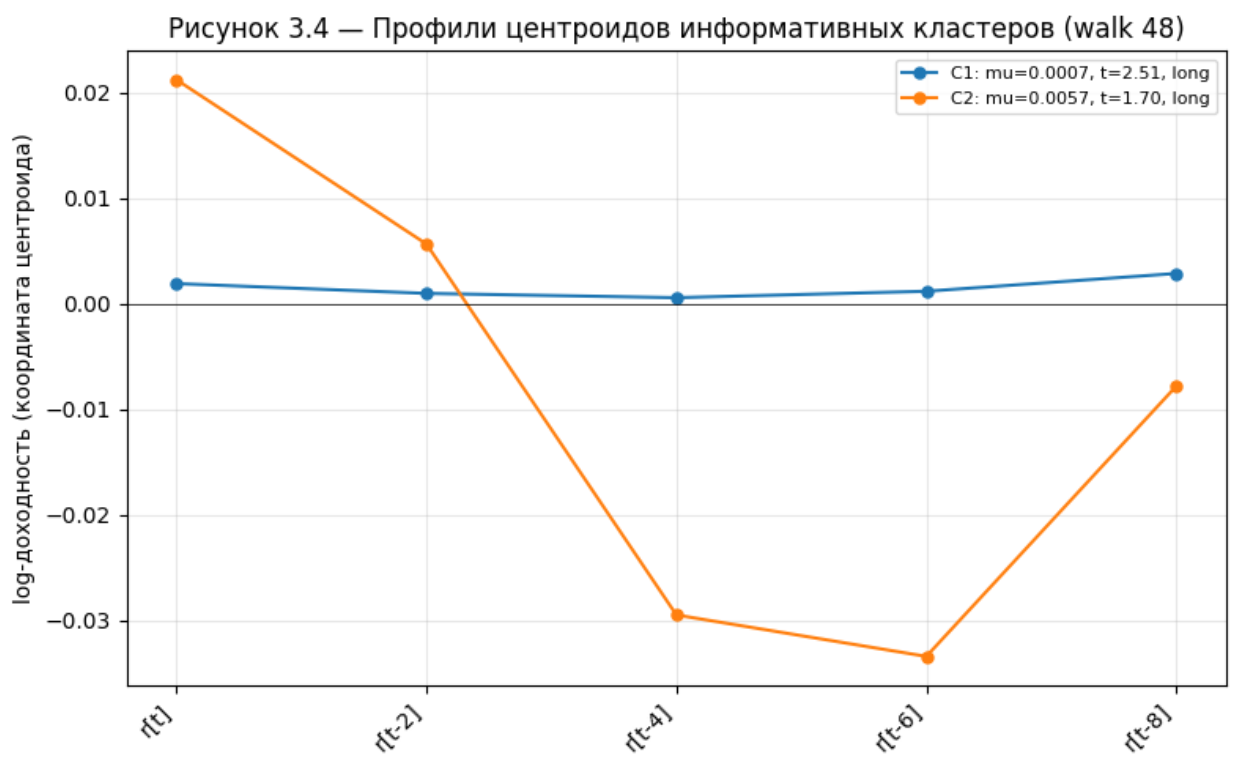 Рисунок 3.4 — Профили центроидов информативных кластеров (walk 48)
C1: mu=0.0007, t=2.51, long
C2: mu=0.0057, t=1.70, long
log-доходность (координата центроида)
0.02
0.01
0.00
−0.01
−0.02
−0.03
r[t]
r[t-2]
r[t-4]
r[t-6]
r[t-8]